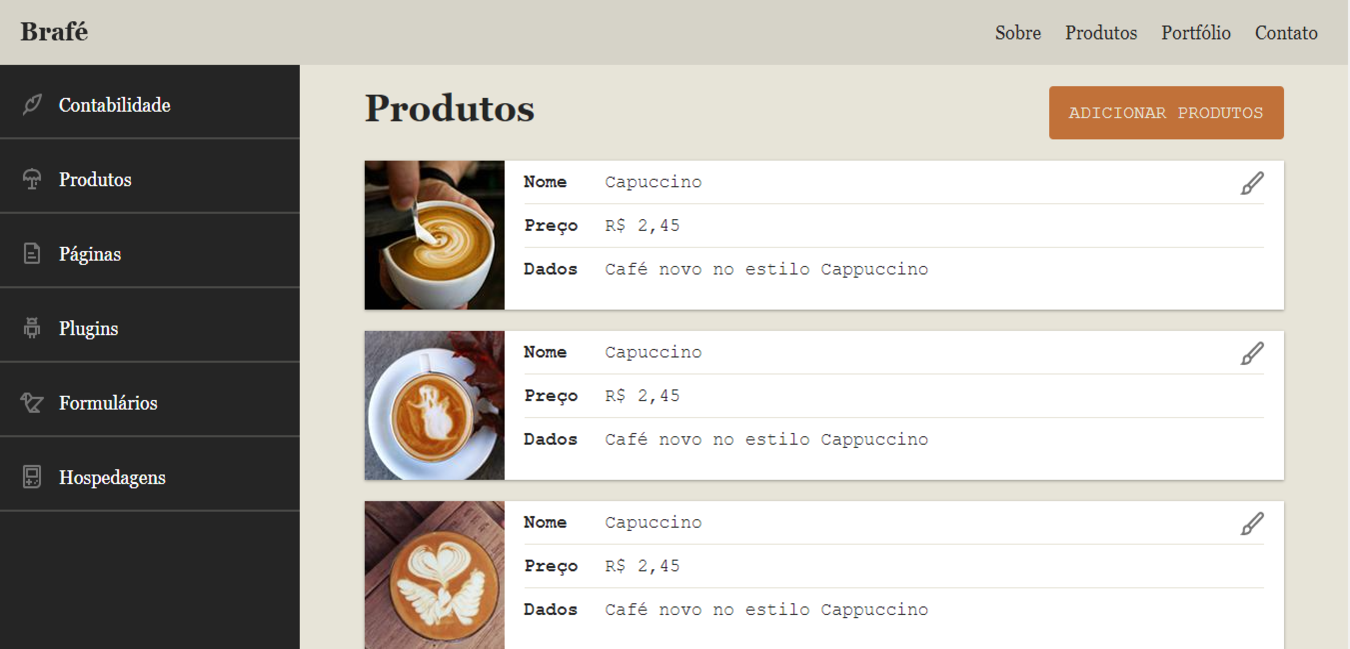 Brafé
Sobre Produtos Portfólio Contato
Contabilidade
Produtos
Páginas
Plugins
Formulários
Hospedagens
Produtos
ADICIONAR PRODUTOS
Nome Capuccino
Preço R$ 2,45
Dados Café novo no estilo Cappuccino
Nome Capuccino
Preço R$ 2,45
Dados Café novo no estilo Cappuccino
Nome Capuccino
Preço R$ 2,45
Dados Café novo no estilo Cappuccino